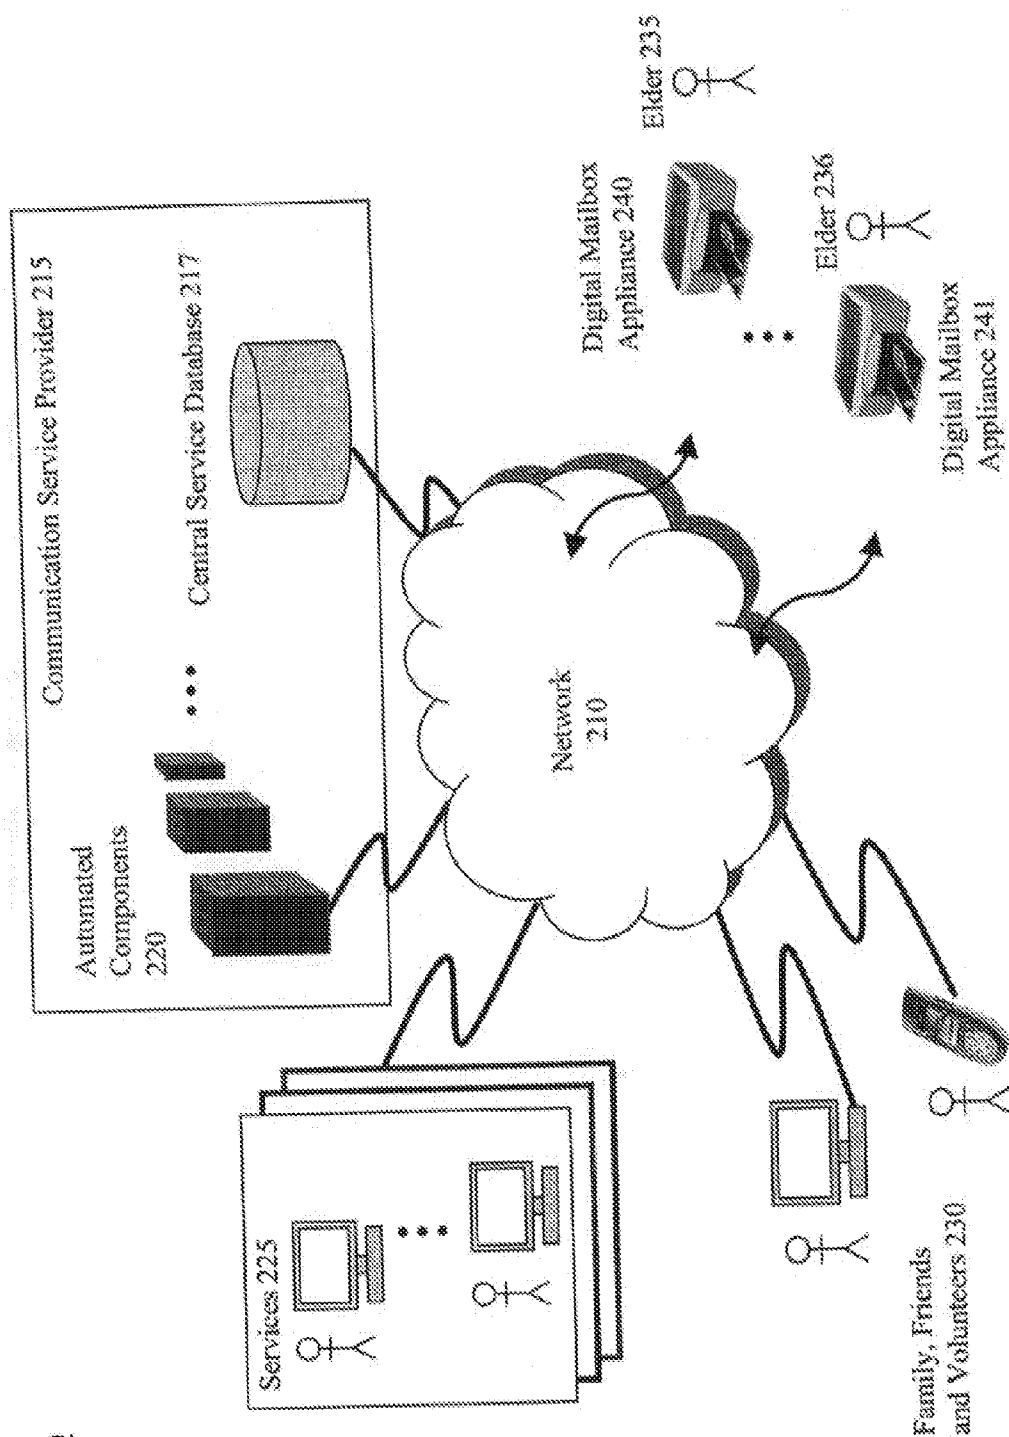 Communication Service Provider 215
Automated
Components
220
Central Service Database 217
Services 225
Network
210
Digital Mailbox
Appliance 240
Elder 235
Elder 236
Digital Mailbox
Appliance 241
Family, Friends
and Volunteers 230